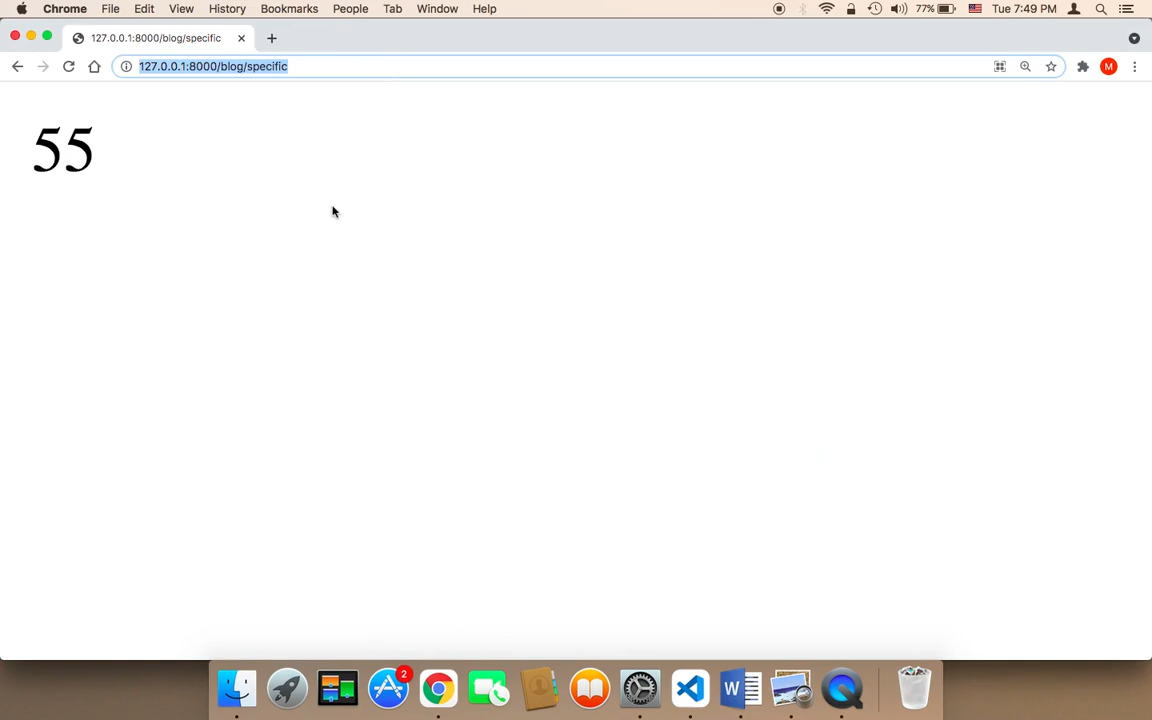 Chrome File Edit View History Bookmarks People Tab Window Help 77% Tue 7:49 PM
127.0.0.1:8000/blog/specific
127.0.0.1:8000/blog/specific M
55
2
W